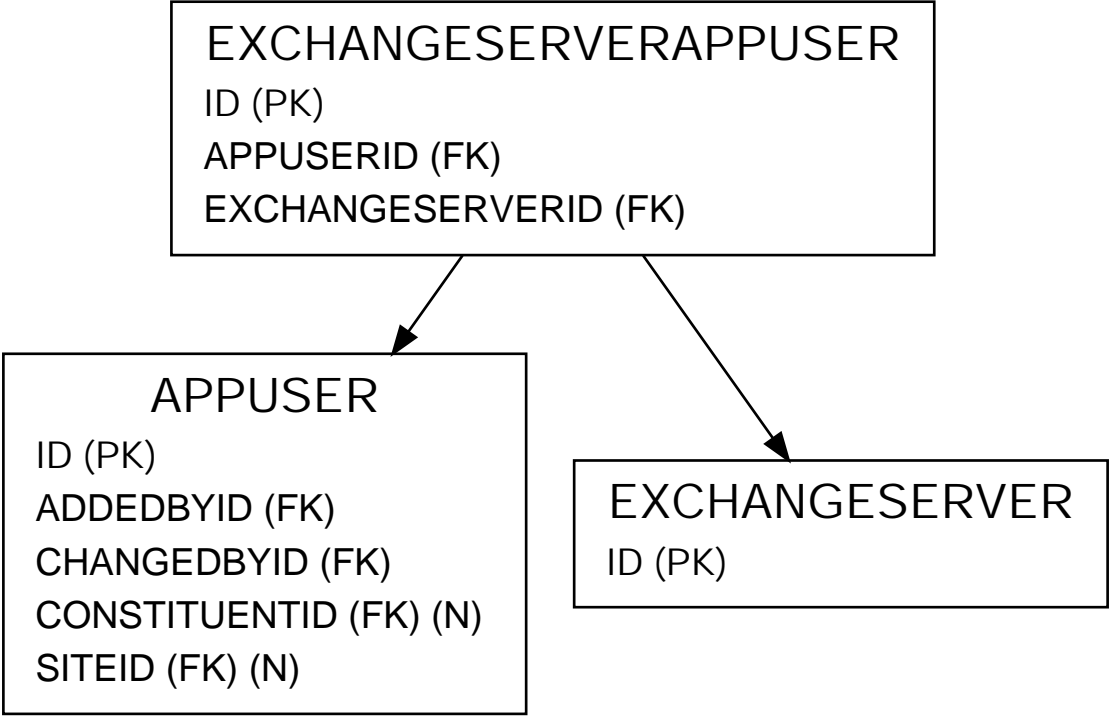 EXCHANGESERVERAPPUSER
ID (PK)
APPUSERID (FK)
EXCHANGESERVERID (FK)
APPUSER
ID (PK)
ADDEDBYID (FK)
CHANGEDBYID (FK)
CONSTITUENTID (FK) (N)
SITEID (FK) (N)
EXCHANGESERVER
ID (PK)